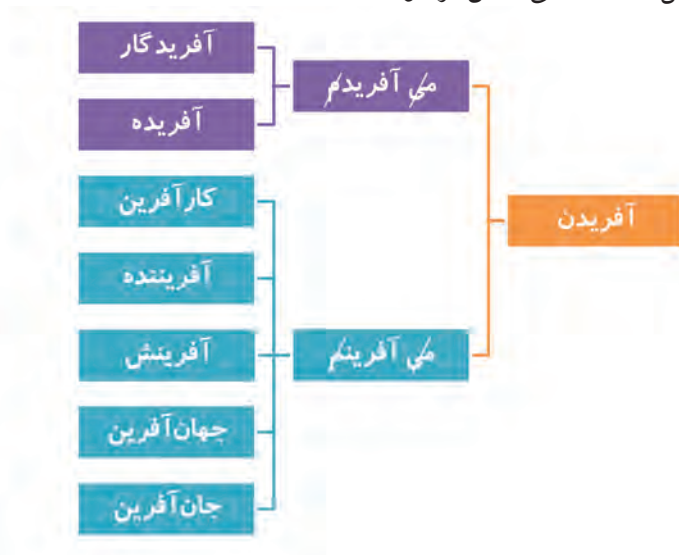 آفریدن
می آفریدم
آفریدگار
آفریده
می آفرینم
کارآفرین
آفریننده
آفرینش
جهان‌آفرین
جان‌آفرین